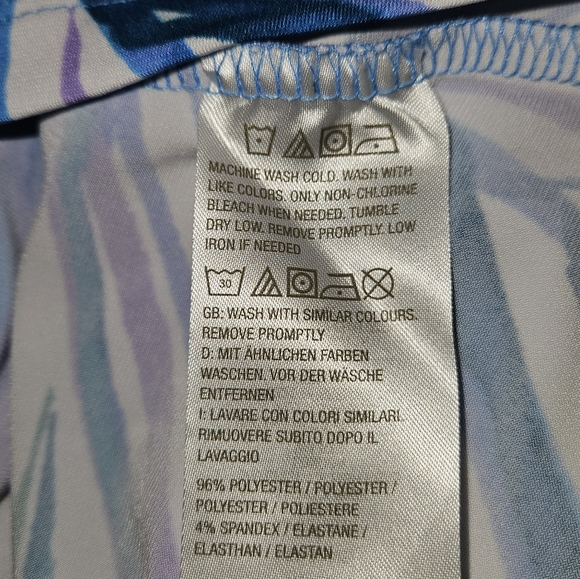 MACHINE WASH COLD. WASH WITH
LIKE COLORS. ONLY NON-CHLORINE
BLEACH WHEN NEEDED. TUMBLE
DRY LOW. REMOVE PROMPTLY. LOW
IRON IF NEEDED
30
GB: WASH WITH SIMILAR COLOURS.
REMOVE PROMPTLY
D: MIT ÄHNLICHEN FARBEN
WASCHEN. VOR DER WÄSCHE
ENTFERNEN
I: LAVARE CON COLORI SIMILARI.
RIMUOVERE SUBITO DOPO IL
LAVAGGIO
96% POLYESTER / POLYESTER /
POLYESTER / POLIESTERE
4% SPANDEX / ELASTANE /
ELASTHAN / ELASTAN